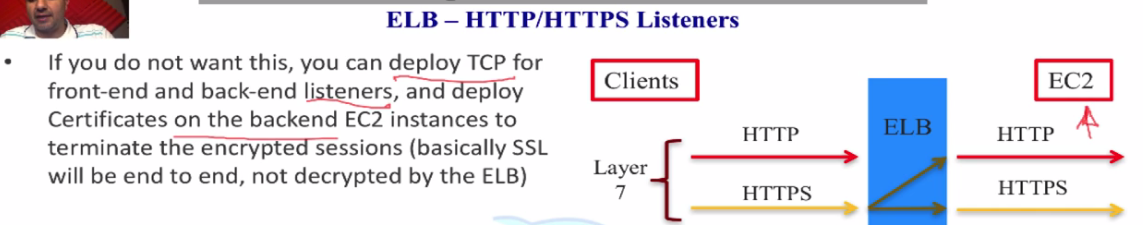 ELB – HTTP/HTTPS Listeners
• If you do not want this, you can deploy TCP for
front-end and back-end listeners, and deploy
Certificates on the backend EC2 instances to
terminate the encrypted sessions (basically SSL
will be end to end, not decrypted by the ELB)
Clients
EC2
HTTP
ELB
HTTP
Layer
7
HTTPS
HTTPS